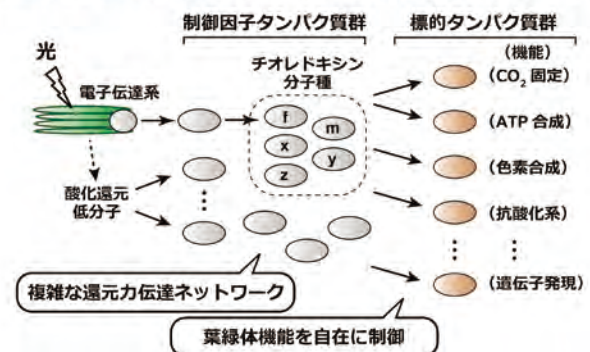 制御因子タンパク質群
標的タンパク質群
光
電子伝達系
チオレドキシン
分子種
f
m
x
y
z
酸化還元
低分子
(機能)
(CO₂ 固定)
(ATP 合成)
(色素合成)
(抗酸化系)
(遺伝子発現)
複雑な還元力伝達ネットワーク
葉緑体機能を自在に制御